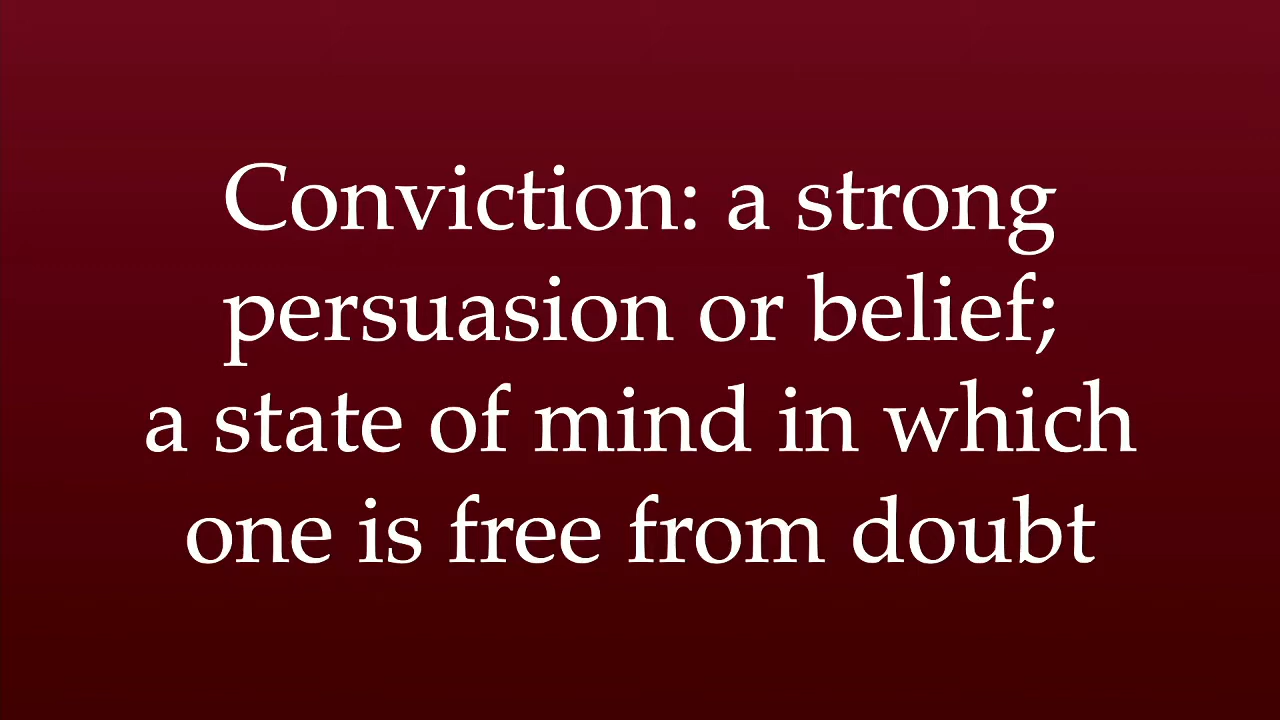 Conviction: a strong
persuasion or belief;
a state of mind in which
one is free from doubt